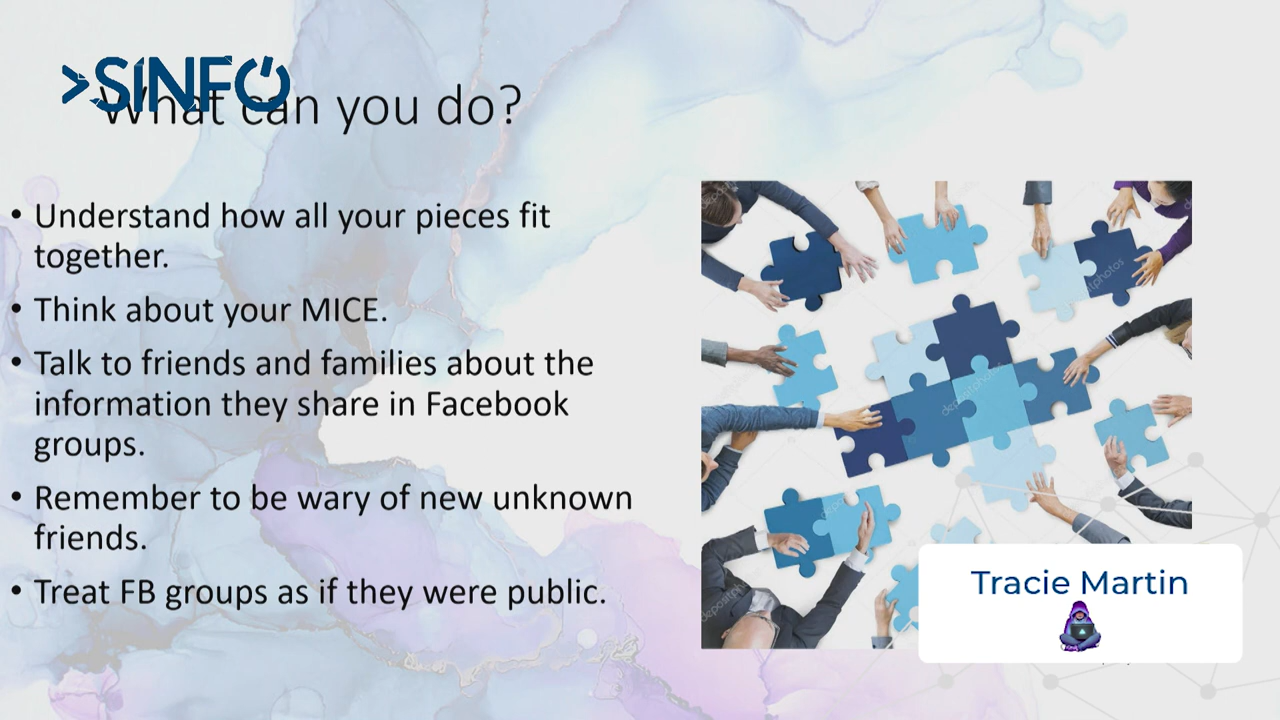 >SINFO
What can you do?
• Understand how all your pieces fit
together.
• Think about your MICE.
• Talk to friends and families about the
information they share in Facebook
groups.
• Remember to be wary of new unknown
friends.
• Treat FB groups as if they were public.
depositphotos
Tracie Martin